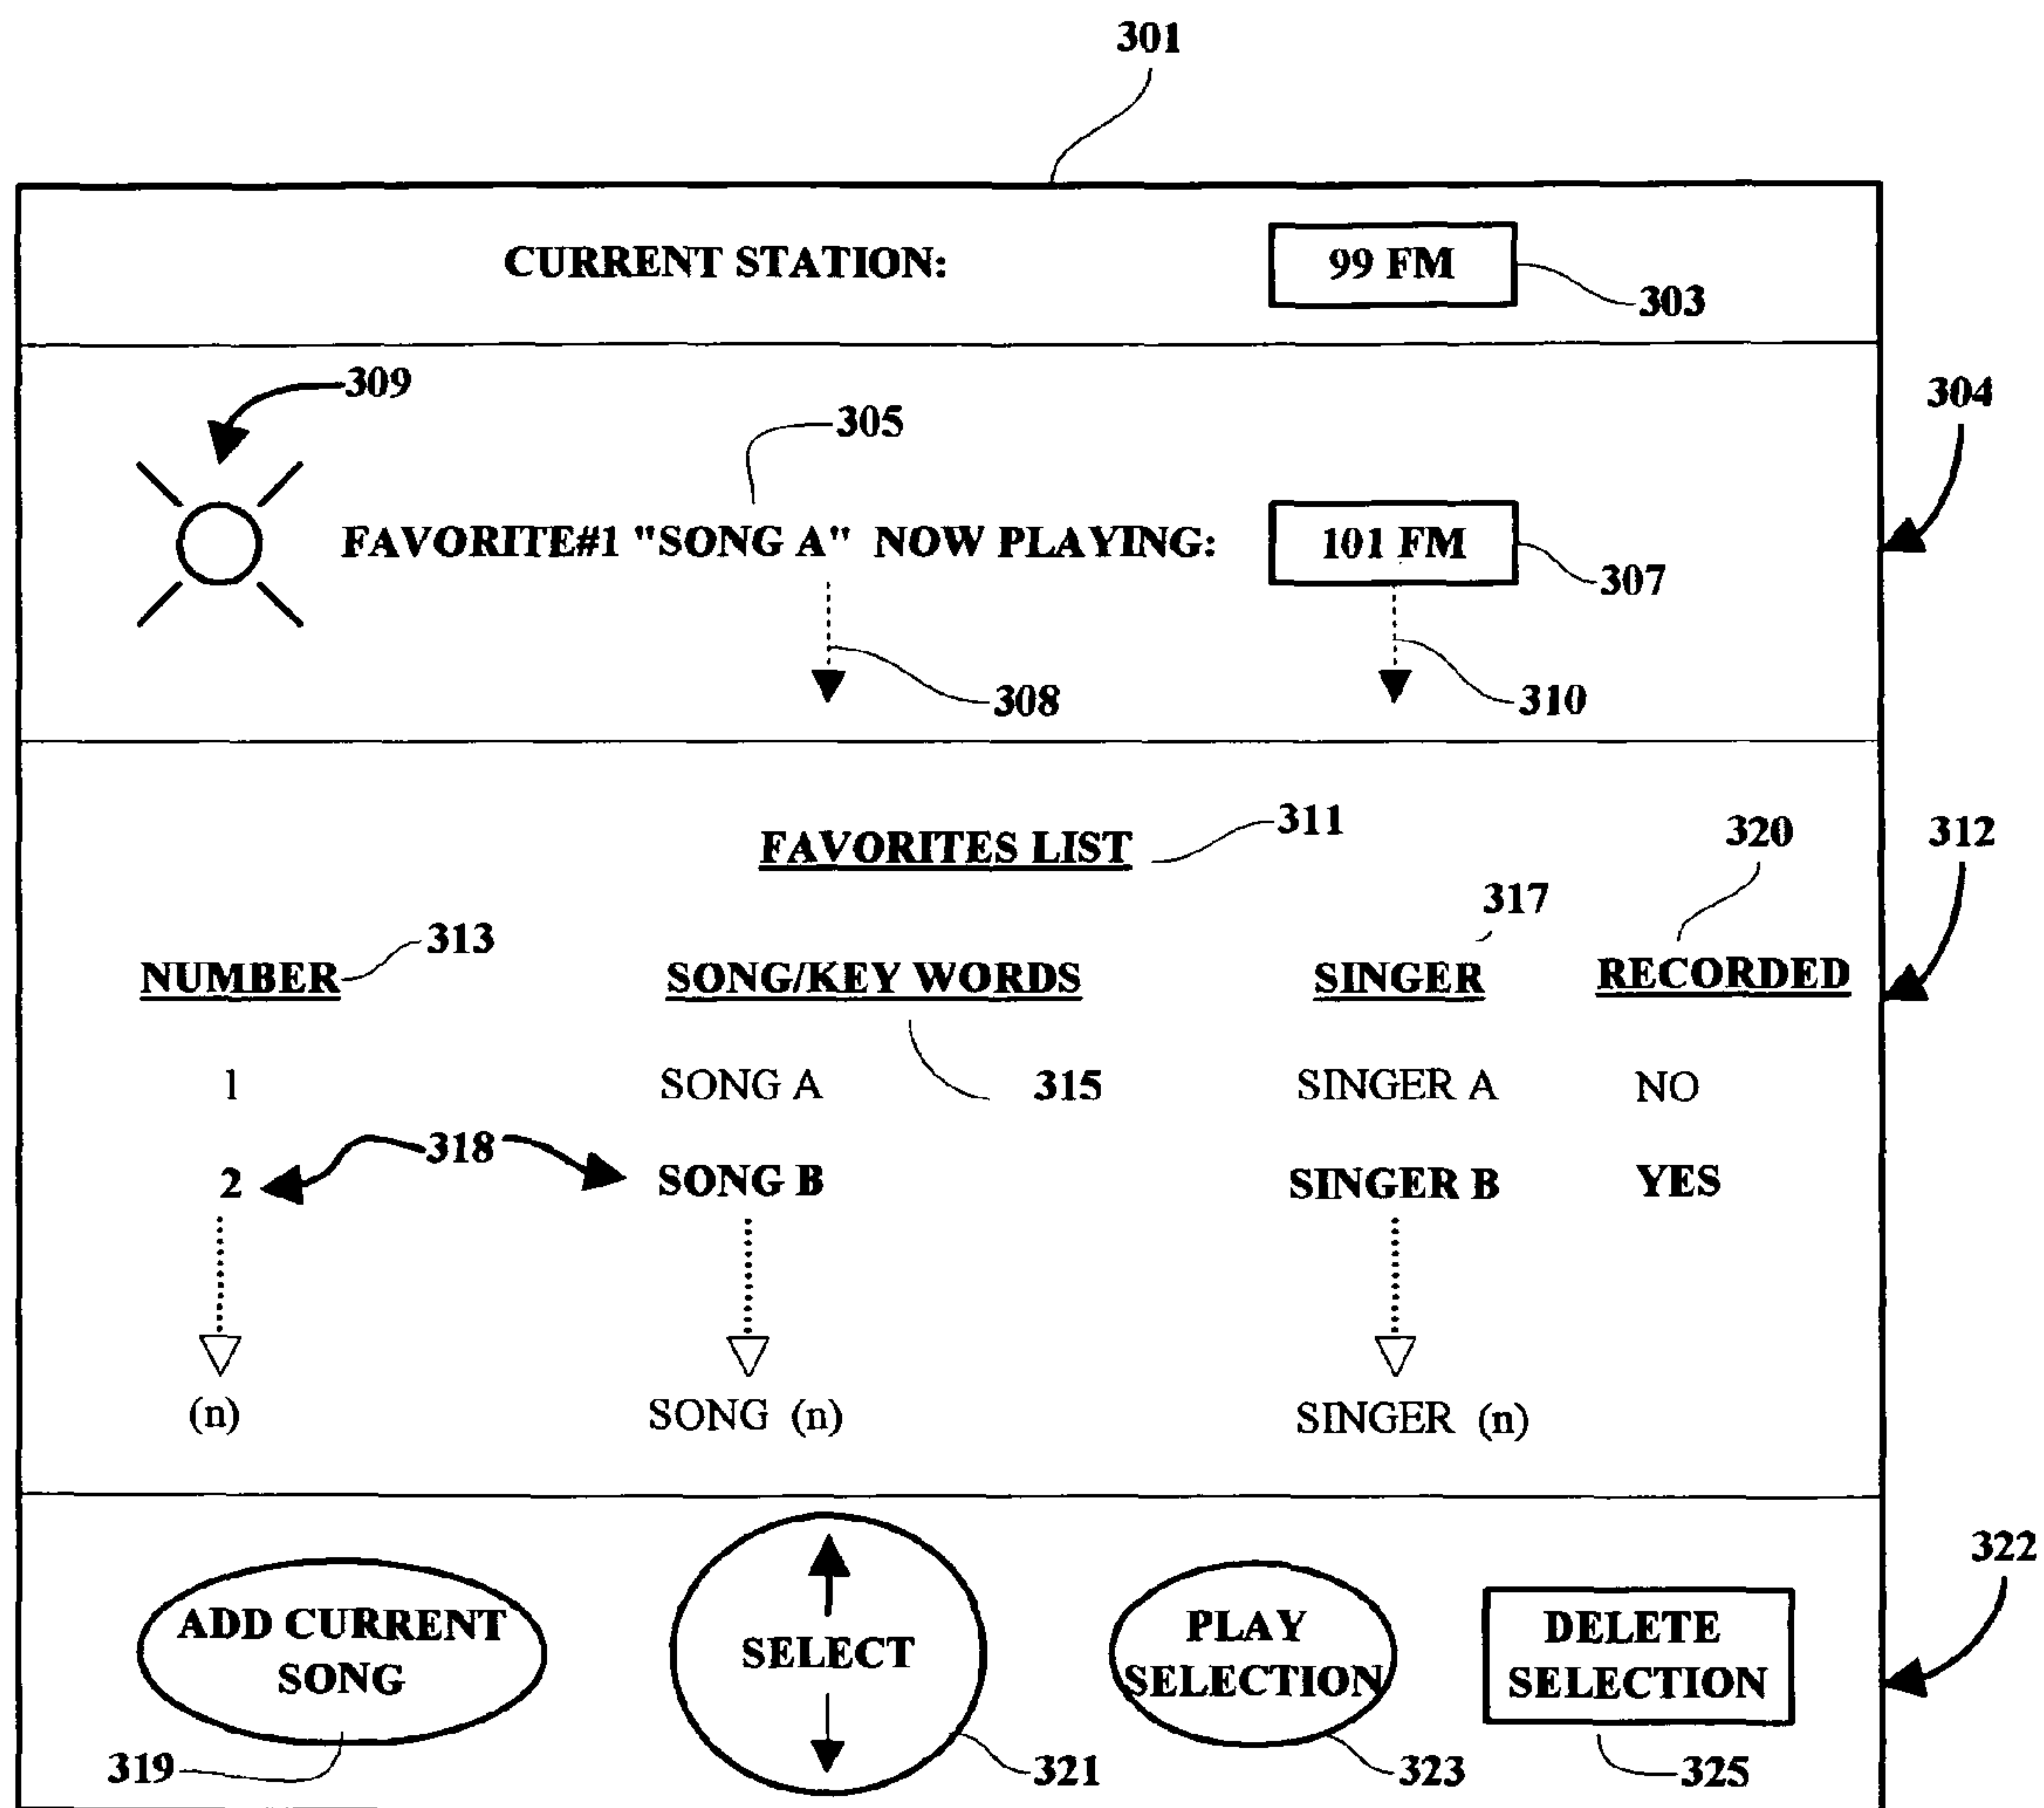 301
CURRENT STATION: 99 FM
303
309
304
305
FAVORITE#1 "SONG A" NOW PLAYING: 101 FM
307
308 310
FAVORITES LIST 311 320 312
317
313
NUMBER SONG/KEY WORDS SINGER RECORDED
1 SONG A 315 SINGER A NO
318
2 SONG B SINGER B YES
(n) SONG (n) SINGER (n)
322
ADD CURRENT SONG
SELECT
PLAY SELECTION
DELETE SELECTION
319 321 323 325